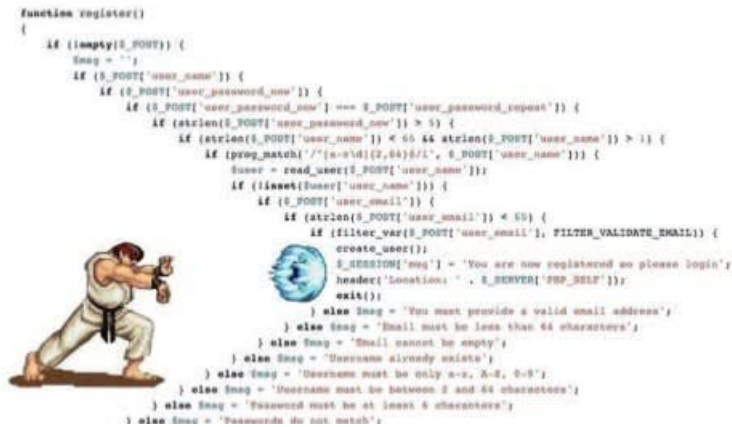 function register()
{
if (!empty($_POST)) {
$msg = '';
if ($_POST['user_name']) {
if ($_POST['user_password_new']) {
if ($_POST['user_password_new'] === $_POST['user_password_repeat']) {
if (strlen($_POST['user_password_new']) > 5) {
if (strlen($_POST['user_name']) < 65 && strlen($_POST['user_name']) > 1) {
if (preg_match('/^[a-z\d]{2,64}$/i', $_POST['user_name'])) {
$user = read_user($_POST['user_name']);
if (!isset($user['user_name'])) {
if ($_POST['user_email']) {
if (strlen($_POST['user_email']) < 65) {
if (filter_var($_POST['user_email'], FILTER_VALIDATE_EMAIL)) {
create_user();
$_SESSION['msg'] = 'You are now registered so please login';
header('Location: ' . $_SERVER['PHP_SELF']);
exit();
} else $msg = 'You must provide a valid email address';
} else $msg = 'Email must be less than 64 characters';
} else $msg = 'Email cannot be empty';
} else $msg = 'Username already exists';
} else $msg = 'Username must be only a-z, A-Z, 0-9';
} else $msg = 'Username must be between 2 and 64 characters';
} else $msg = 'Password must be at least 6 characters';
} else $msg = 'Passwords do not match';